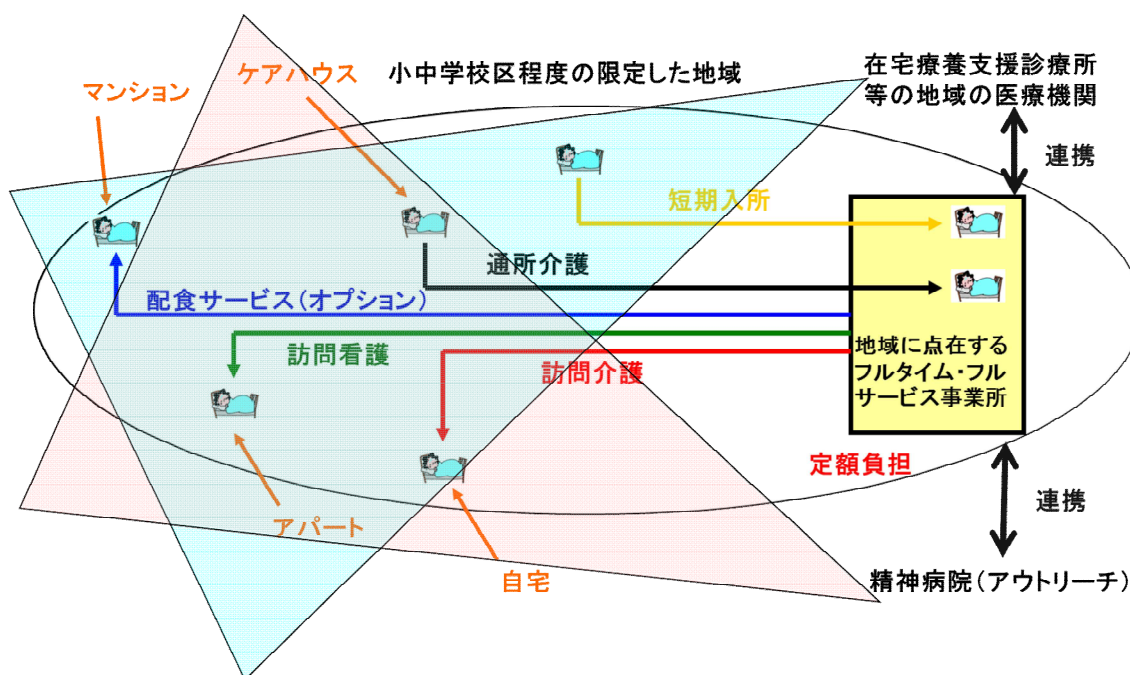 ケアハウス
小中学校区程度の限定した地域
在宅療養支援診療所
等の地域の医療機関
マンション
連携
短期入所
通所介護
配食サービス(オプション)
訪問看護
訪問介護
地域に点在する
フルタイム・フル
サービス事業所
定額負担
連携
アパート
自宅
精神病院(アウトリーチ)